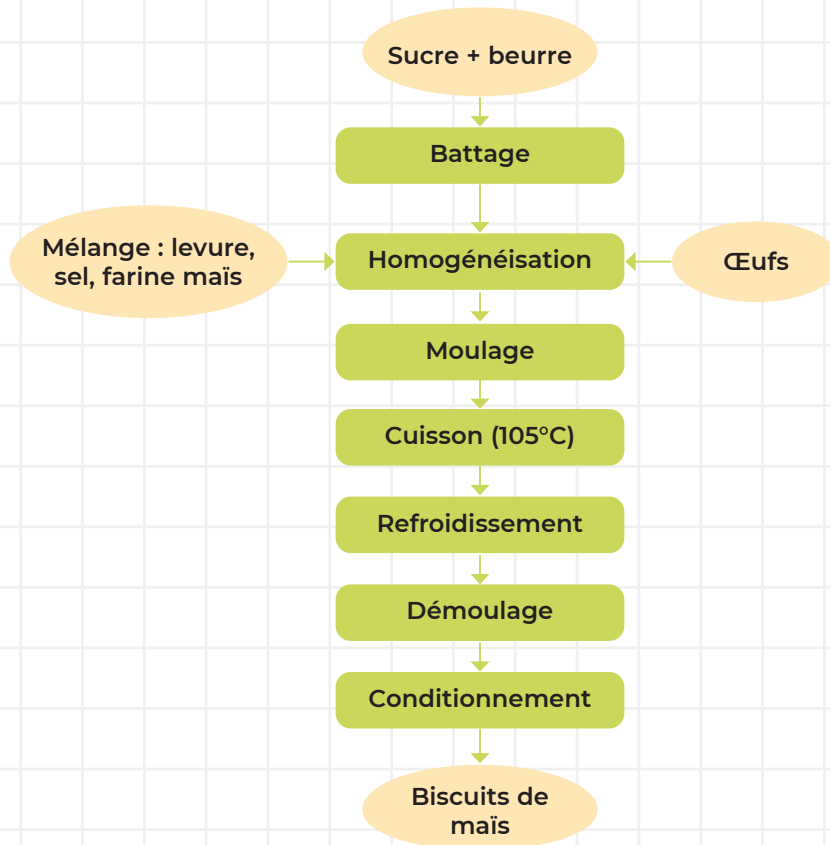 Sucre + beurre
Battage
Mélange : levure,
sel, farine maïs
Homogénéisation
Œufs
Moulage
Cuisson (105°C)
Refroidissement
Démoulage
Conditionnement
Biscuits de
maïs